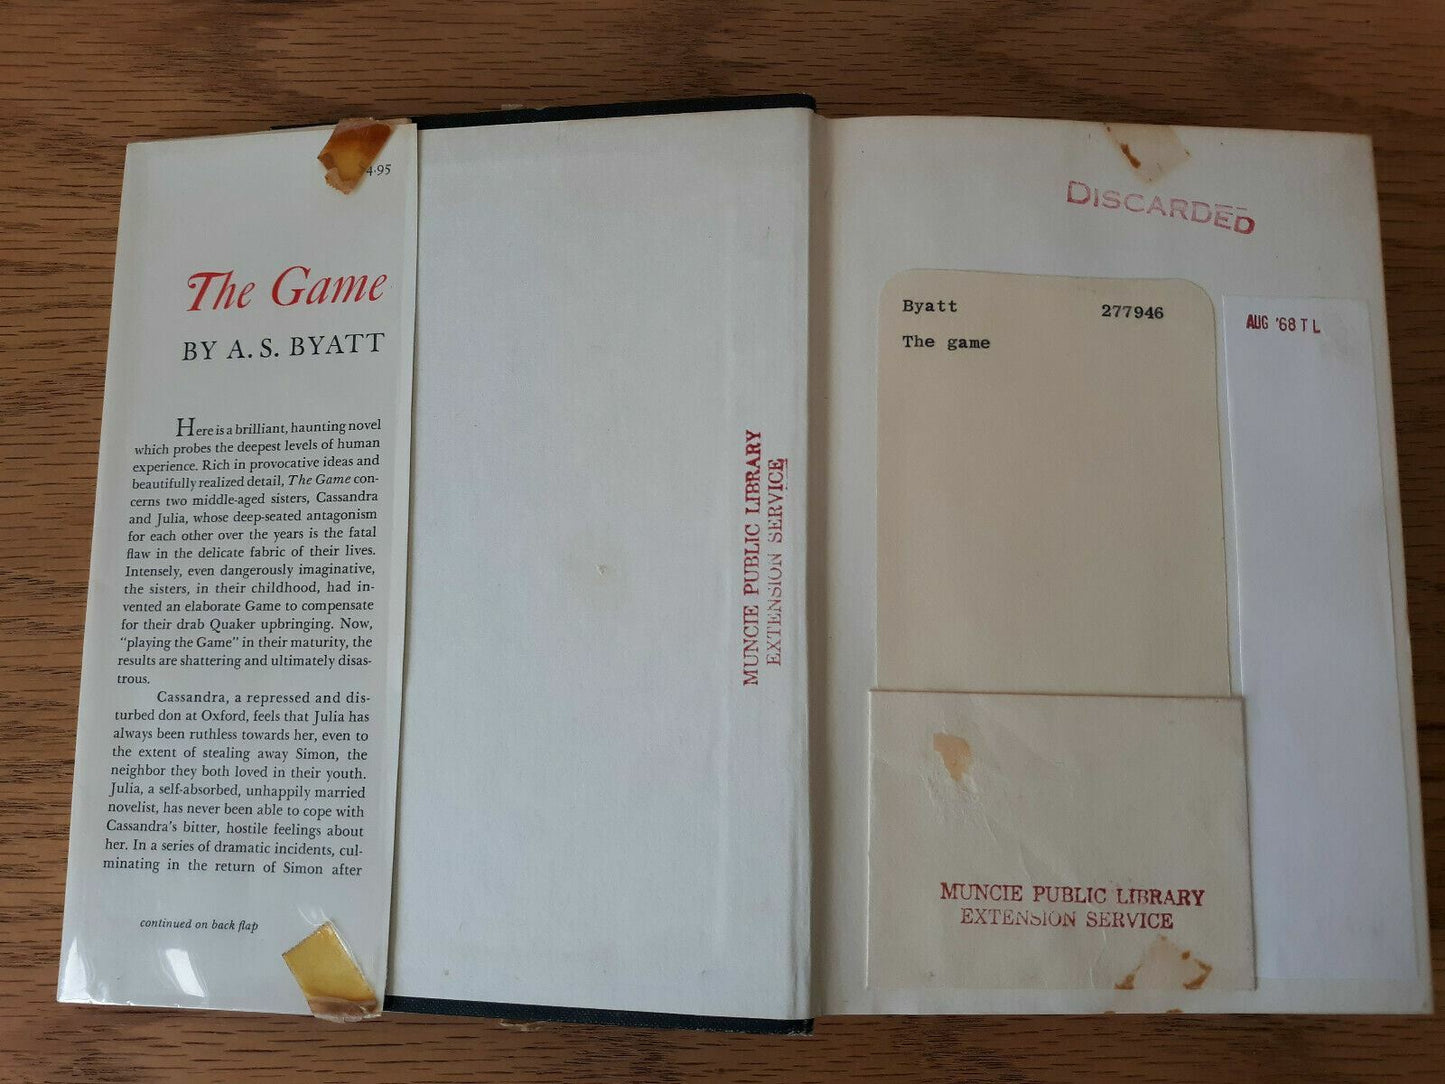 4.95
The Game
BY A. S. BYATT
Here is a brilliant, haunting novel
which probes the deepest levels of human
experience. Rich in provocative ideas and
beautifully realized detail, The Game con-
cerns two middle-aged sisters, Cassandra
and Julia, whose deep-seated antagonism
for each other over the years is the fatal
flaw in the delicate fabric of their lives.
Intensely, even dangerously imaginative,
the sisters, in their childhood, had in-
vented an elaborate Game to compensate
for their drab Quaker upbringing. Now,
"playing the Game" in their maturity, the
results are shattering and ultimately disas-
trous.
Cassandra, a repressed and dis-
turbed don at Oxford, feels that Julia has
always been ruthless towards her, even to
the extent of stealing away Simon, the
neighbor they both loved in their youth.
Julia, a self-absorbed, unhappily married
novelist, has never been able to cope with
Cassandra's bitter, hostile feelings about
her. In a series of dramatic incidents, cul-
minating in the return of Simon after
continued on back flap
MUNCIE PUBLIC LIBRARY
EXTENSION SERVICE
DISCARDED
Byatt 277946
The game
AUG '68 T L
MUNCIE PUBLIC LIBRARY
EXTENSION SERVICE